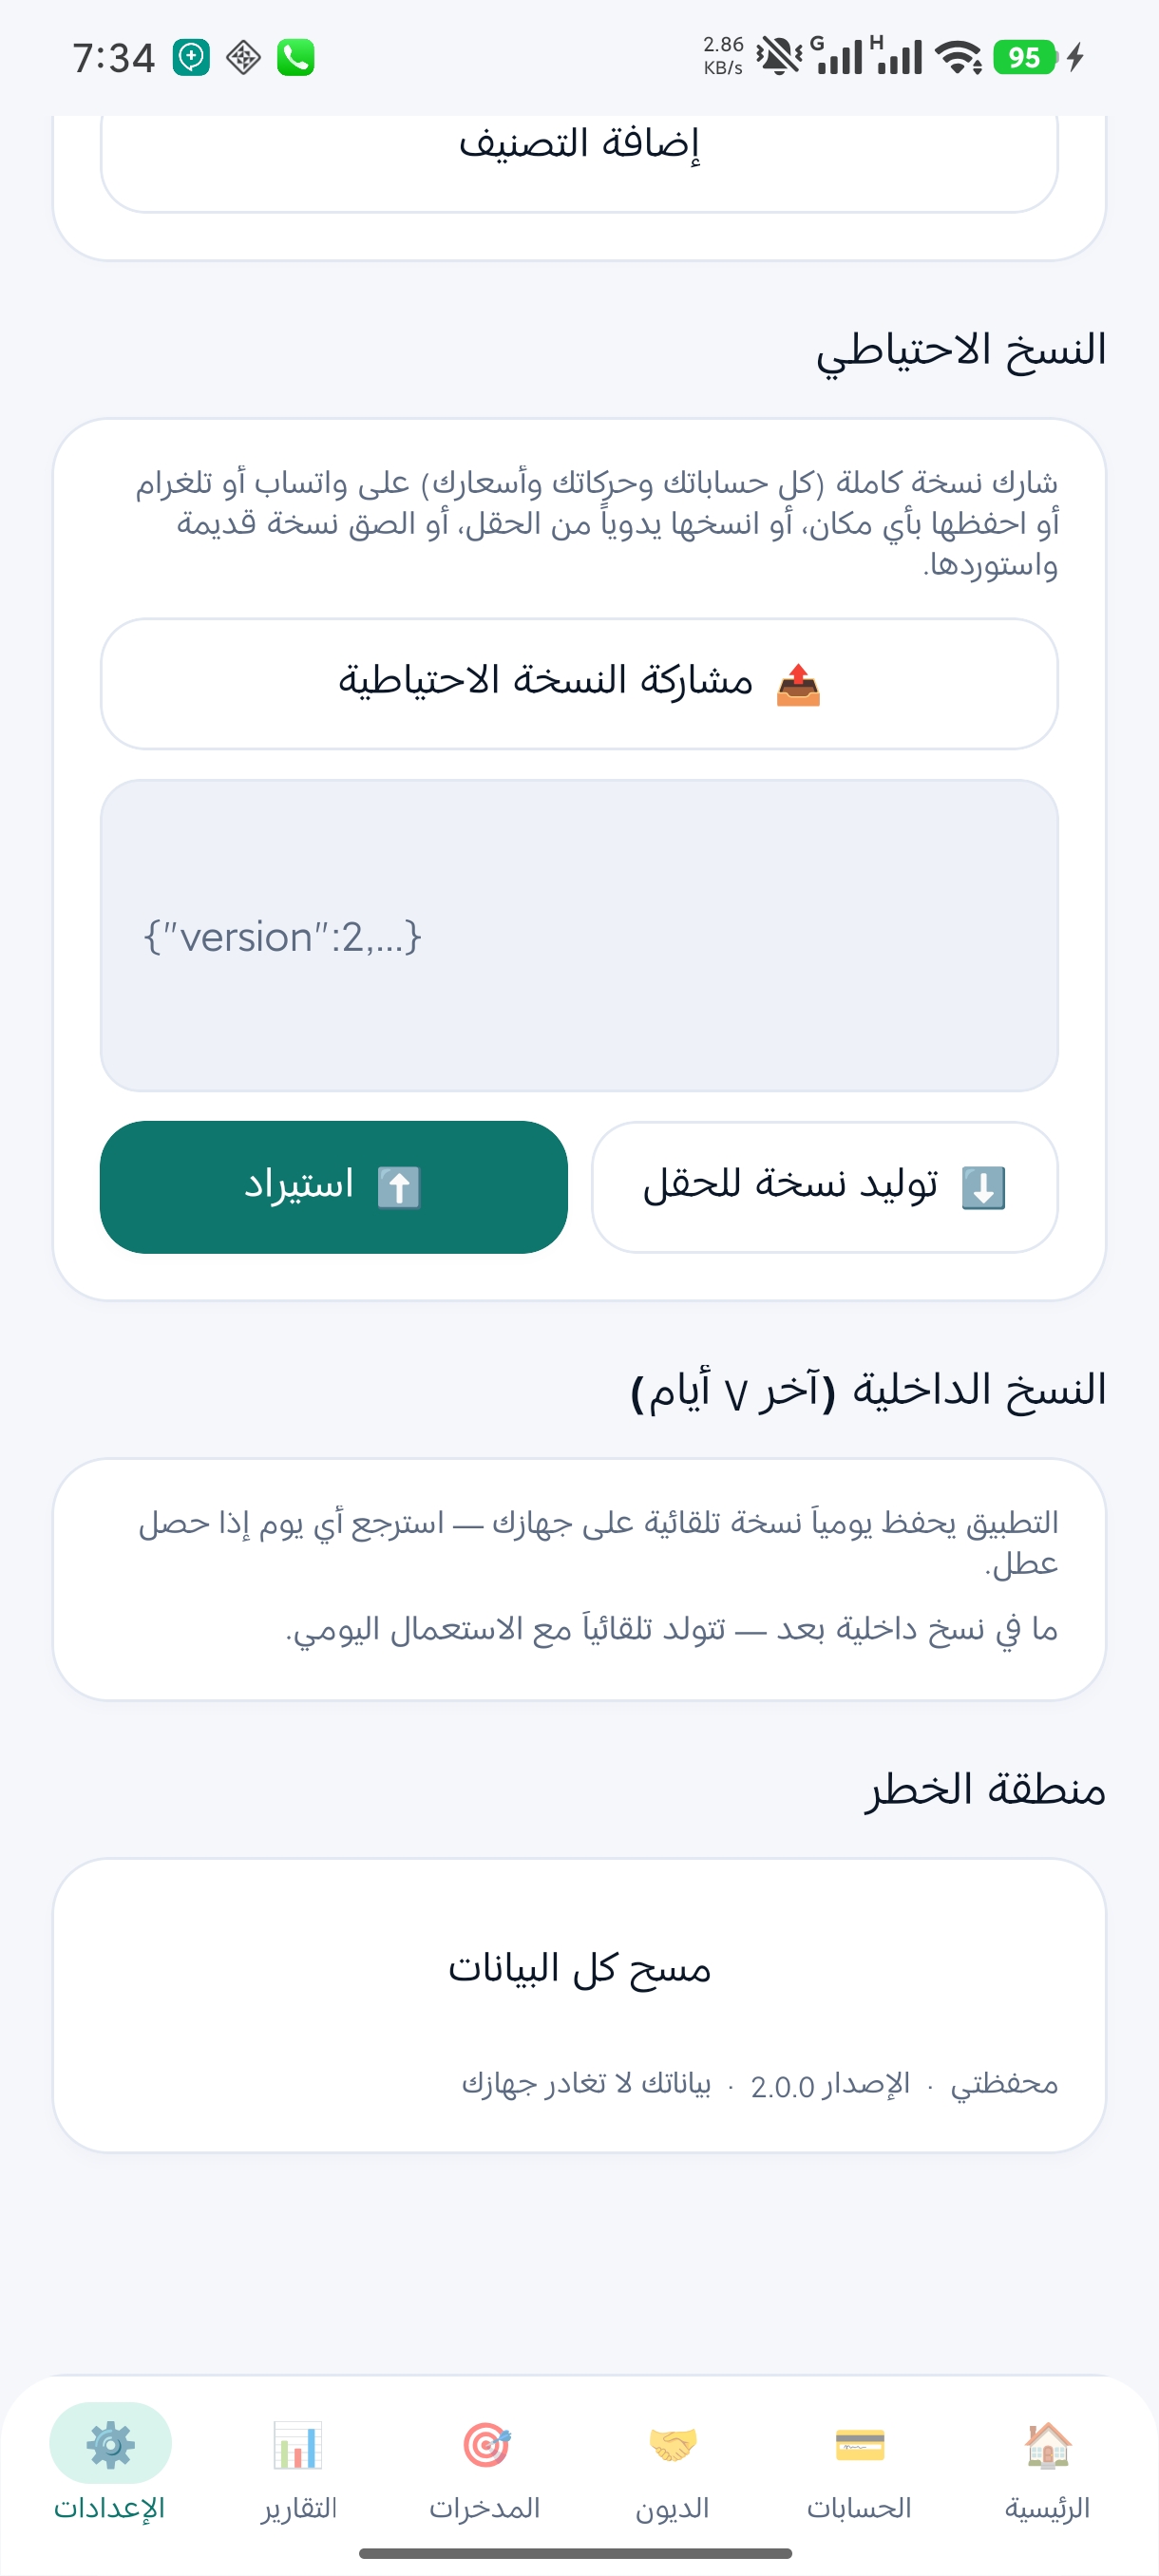 7:34
2.86 KB/s
G
H
95
إضافة التصنيف
النسخ الاحتياطي
شارك نسخة كاملة (كل حساباتك وحركاتك وأسعارك) على واتساب أو تلغرام
أو احفظها بأي مكان، أو انسخها يدوياً من الحقل، أو الصق نسخة قديمة
واستوردها.
مشاركة النسخة الاحتياطية
{"version":2,...}
توليد نسخة للحقل
استيراد
النسخ الداخلية (آخر ٧ أيام)
التطبيق يحفظ يومياً نسخة تلقائية على جهازك — استرجع أي يوم إذا حصل
عطل.
ما في نسخ داخلية بعد — تتولد تلقائياً مع الاستعمال اليومي.
منطقة الخطر
مسح كل البيانات
محفظتي · الإصدار 2.0.0 · بياناتك لا تغادر جهازك
الرئيسية
الحسابات
الديون
المدخرات
التقارير
الإعدادات